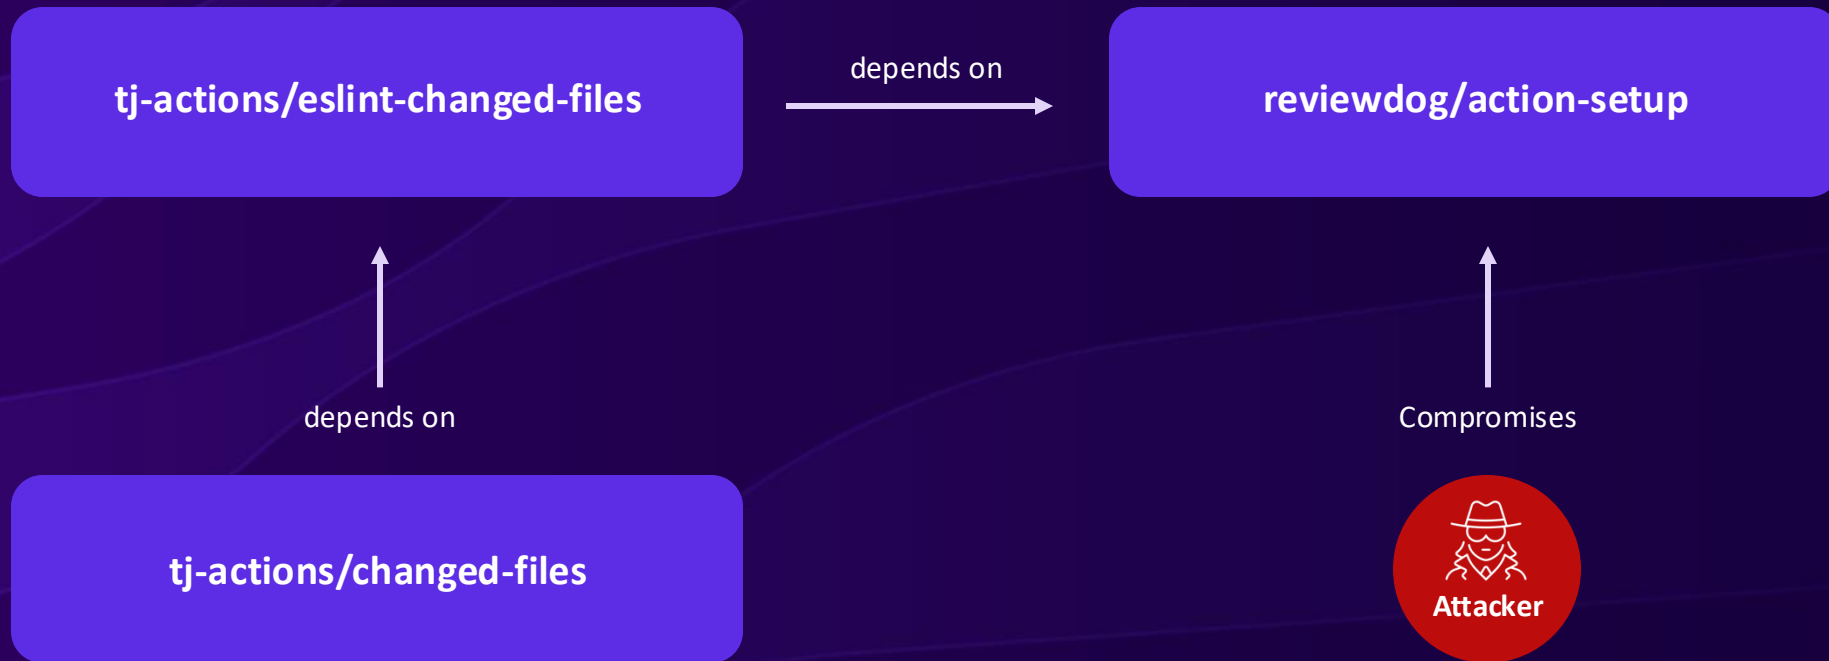 tj-actions/eslint-changed-files
depends on
reviewdog/action-setup
depends on
Compromises
tj-actions/changed-files
Attacker